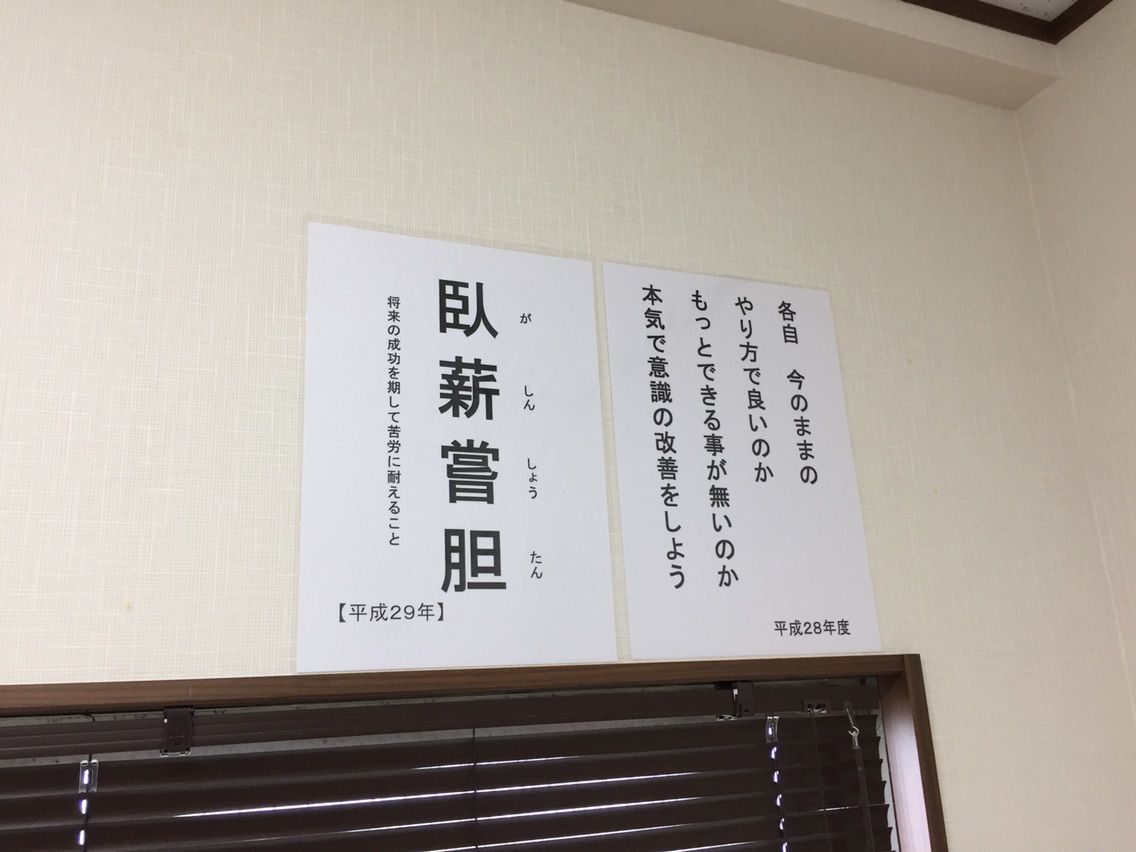 各自　今のままの
やり方で良いのか
もっとできる事が無いのか
本気で意識の改善をしよう
平成28年度
が　しん　しょう　たん
臥薪嘗胆
将来の成功を期して苦労に耐えること
【平成29年】